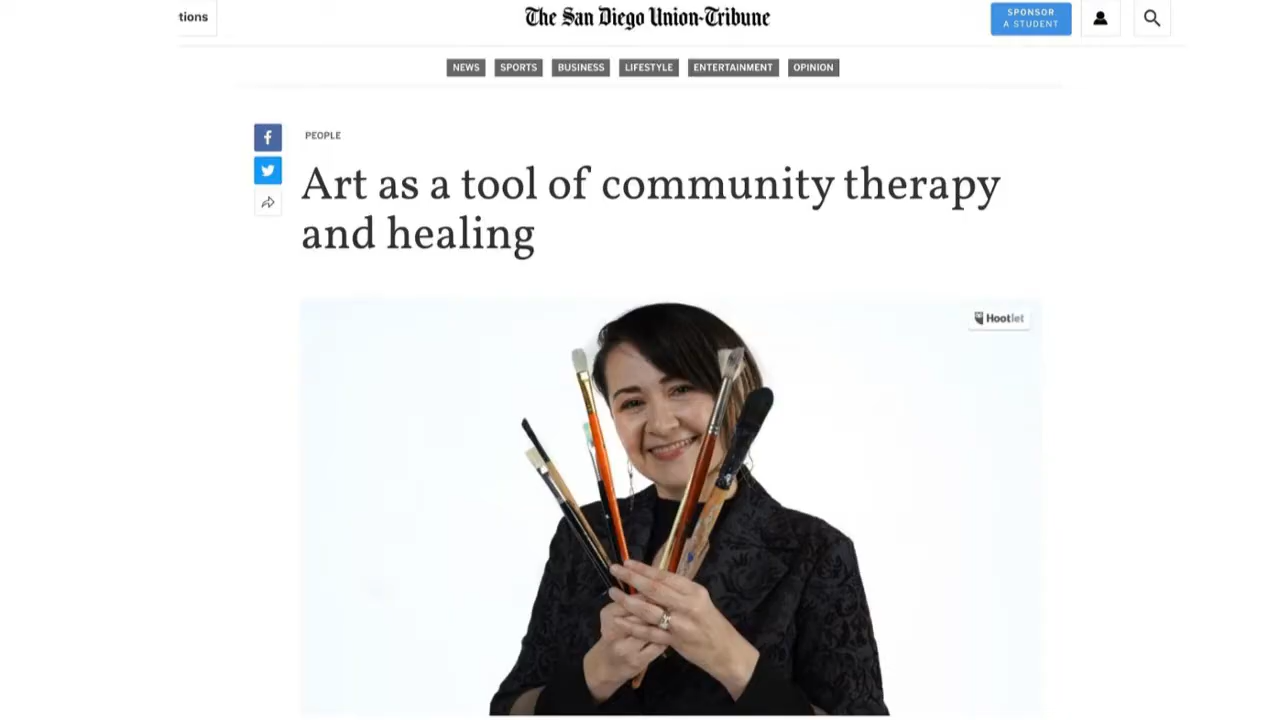 tions
The San Diego Union-Tribune
SPONSOR
A STUDENT
NEWS SPORTS BUSINESS LIFESTYLE ENTERTAINMENT OPINION
PEOPLE
Art as a tool of community therapy
and healing
Hootlet